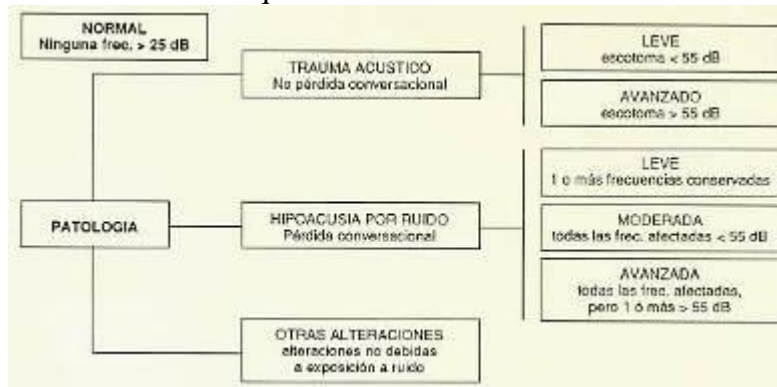 NORMAL
Ninguna frec. > 25 dB
TRAUMA ACUSTICO
No pérdida conversacional
LEVE
escotoma < 55 dB
AVANZADO
escotoma > 55 dB
PATOLOGIA
HIPOACUSIA POR RUIDO
Pérdida conversacional
LEVE
1 o más frecuencias conservadas
MODERADA
todas las frec. afectadas < 55 dB
AVANZADA
todas las frec. afectadas,
pero 1 ó más > 55 dB
OTRAS ALTERACIONES
alteraciones no debidas
a exposición a ruido